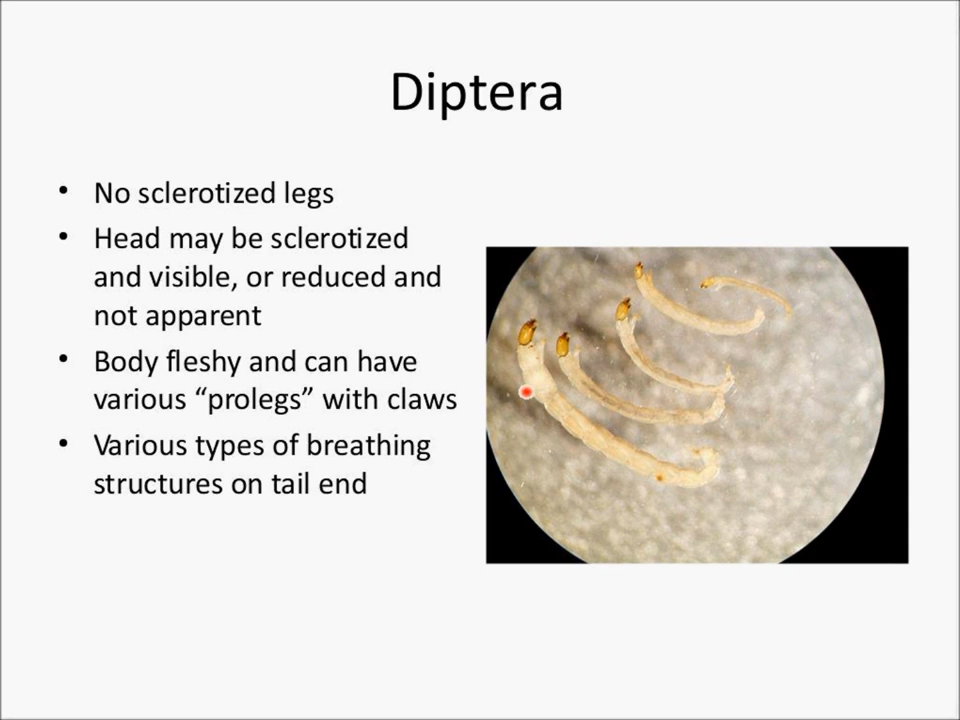 Diptera
• No sclerotized legs
• Head may be sclerotized
and visible, or reduced and
not apparent
• Body fleshy and can have
various “prolegs” with claws
• Various types of breathing
structures on tail end